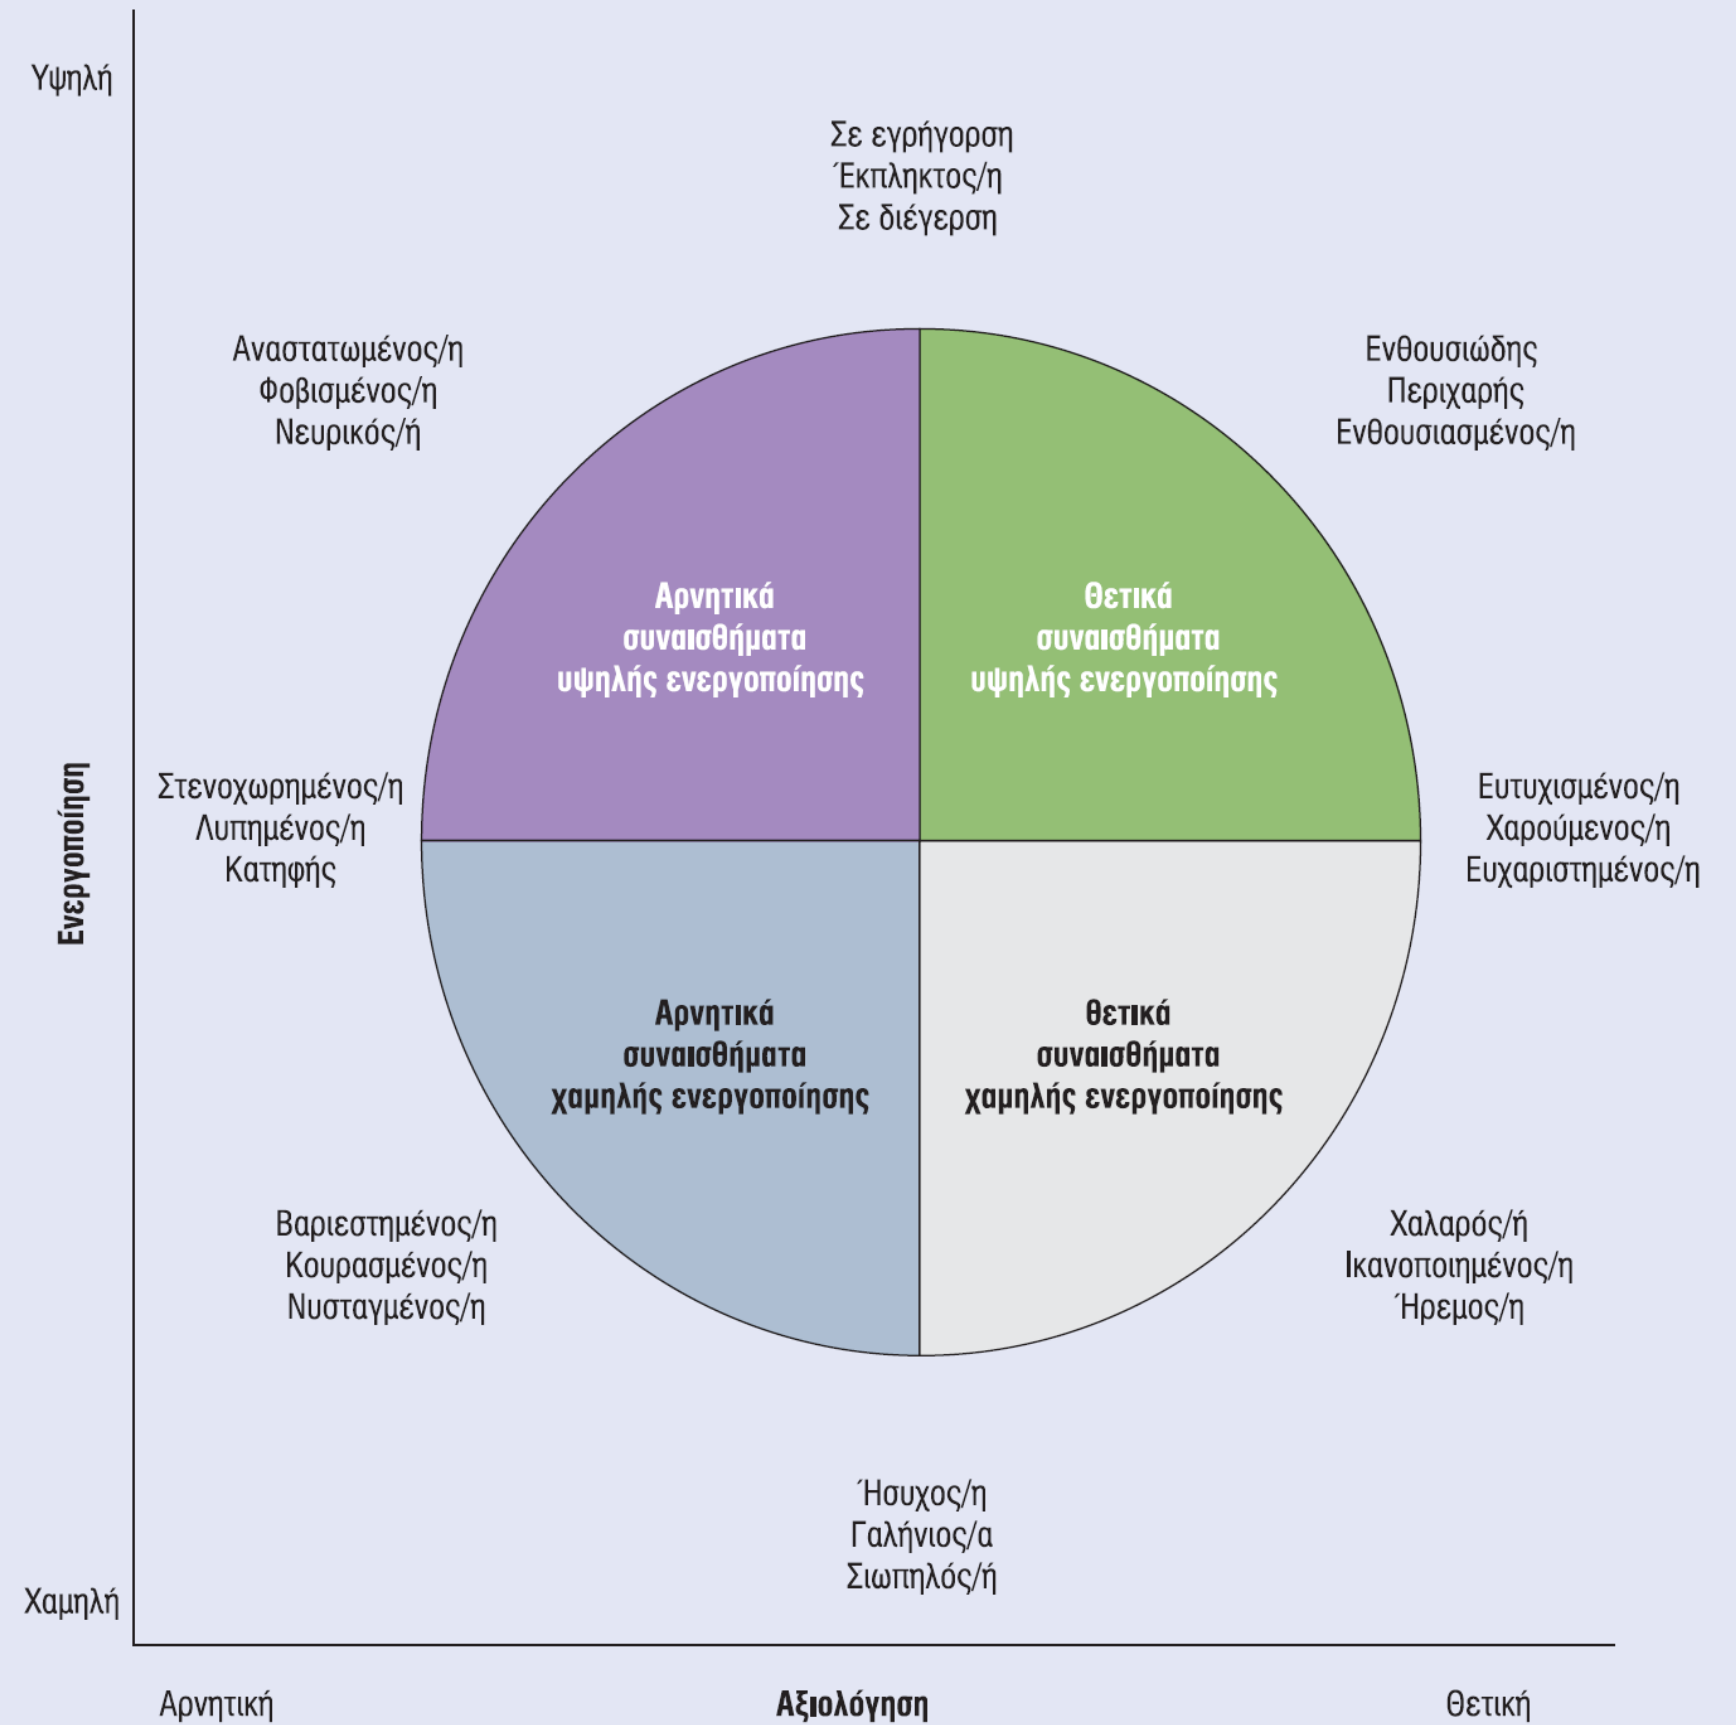 Υψηλή
Σε εγρήγορση
Έκπληκτος/η
Σε διέγερση
Αναστατωμένος/η
Φοβισμένος/η
Νευρικός/ή
Ενθουσιώδης
Περιχαρής
Ενθουσιασμένος/η
Αρνητικά
συναισθήματα
υψηλής ενεργοποίησης
Θετικά
συναισθήματα
υψηλής ενεργοποίησης
Ενεργοποίηση
Στενοχωρημένος/η
Λυπημένος/η
Κατηφής
Ευτυχισμένος/η
Χαρούμενος/η
Ευχαριστημένος/η
Αρνητικά
συναισθήματα
χαμηλής ενεργοποίησης
θετικά
συναισθήματα
χαμηλής ενεργοποίησης
Βαριεστημένος/η
Κουρασμένος/η
Νυσταγμένος/η
Χαλαρός/ή
Ικανοποιημένος/η
Ήρεμος/η
Ήσυχος/η
Γαλήνιος/α
Σιωπηλός/ή
Χαμηλή
Αρνητική
Αξιολόγηση
Θετική